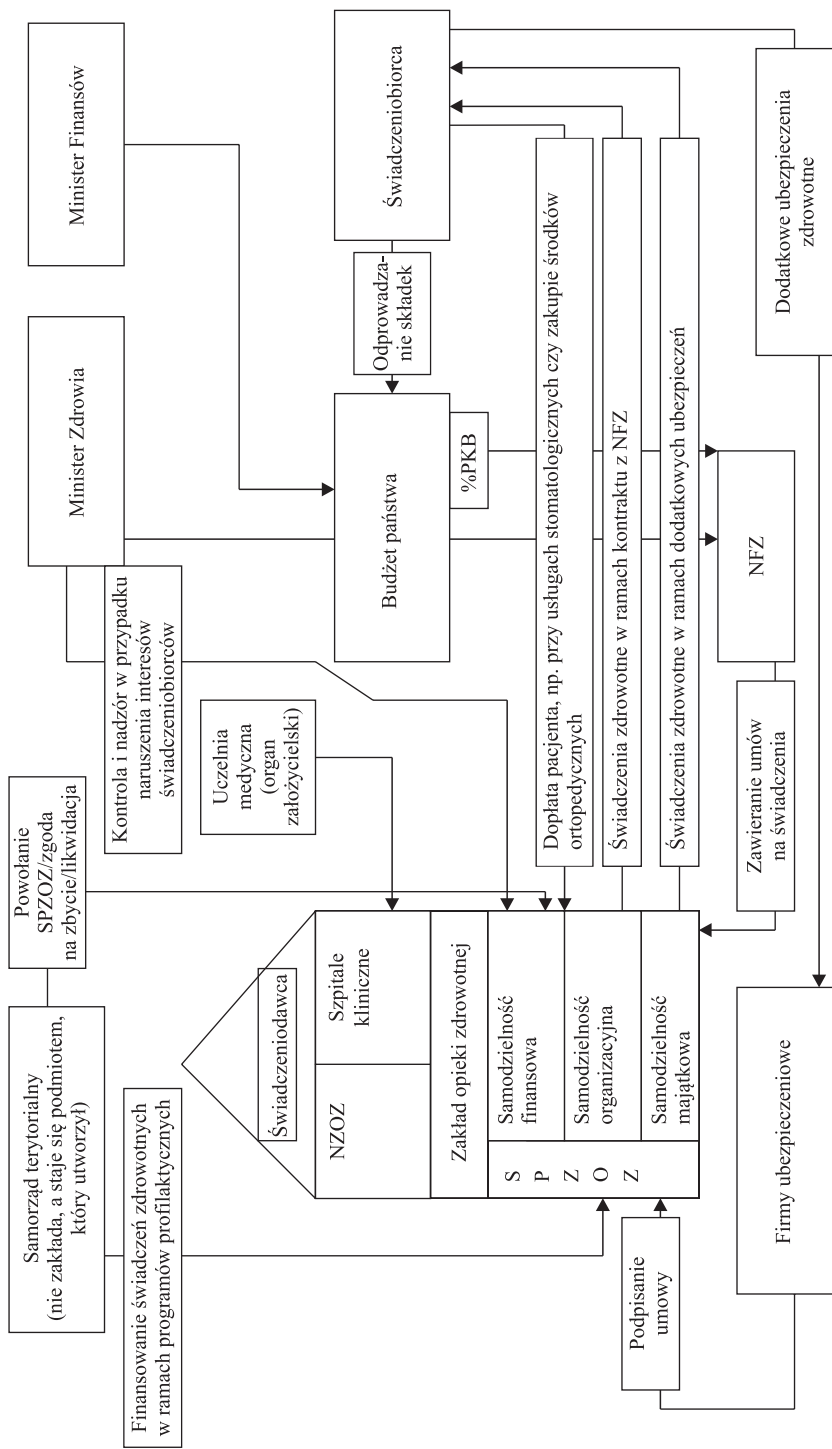 Samorząd terytorialny
(nie zakłada, a staje się podmiotem,
który utworzył)
Powołanie
SPZOZ/zgoda
na zbycie/likwidacja
Minister Zdrowia
Minister Finansów
Finansowanie świadczeń zdrowotnych
w ramach programów profilaktycznych
Kontrola i nadzór w przypadku
naruszenia interesów
świadczeniobiorców
Uczelnia
medyczna
(organ
założycielski)
Świadczeniodawca
NZOZ
Szpitale
kliniczne
Zakład opieki zdrowotnej
S
P
Z
O
Z
Samodzielność
finansowa
Samodzielność
organizacyjna
Samodzielność
majątkowa
Budżet państwa
%PKB
Odprowadza-
nie składek
Świadczeniobiorca
Dopłata pacjenta, np. przy usługach stomatologicznych czy zakupie środków
ortopedycznych
Świadczenia zdrowotne w ramach kontraktu z NFZ
Świadczenia zdrowotne w ramach dodatkowych ubezpieczeń
Podpisanie
umowy
Zawieranie umów
na świadczenia
NFZ
Firmy ubezpieczeniowe
Dodatkowe ubezpieczenia
zdrowotne